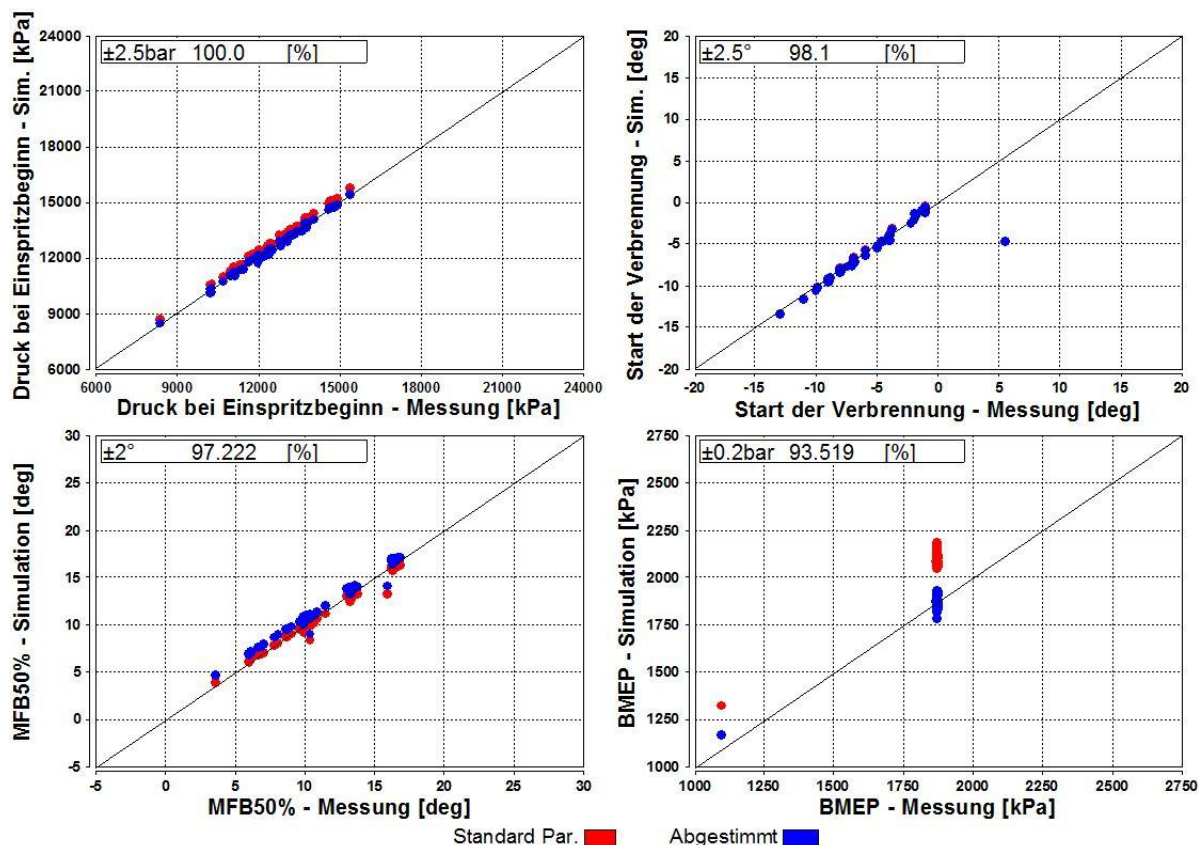 Druck bei Einspritzbeginn - Sim. [kPa]
±2.5bar 100.0 [%]
24000
21000
18000
15000
12000
9000
6000
6000 9000 12000 15000 18000 21000 24000
Druck bei Einspritzbeginn - Messung [kPa]
Start der Verbrennung - Sim. [deg]
±2.5° 98.1 [%]
20
15
10
5
0
-5
-10
-15
-20
-20 -15 -10 -5 0 5 10 15 20
Start der Verbrennung - Messung [deg]
MFB50% - Simulation [deg]
±2° 97.222 [%]
30
25
20
15
10
5
0
-5
-5 0 5 10 15 20 25 30
MFB50% - Messung [deg]
BMEP - Simulation [kPa]
±0.2bar 93.519 [%]
2750
2500
2250
2000
1750
1500
1250
1000
1000 1250 1500 1750 2000 2250 2500 2750
BMEP - Messung [kPa]
Standard Par. Abgestimmt